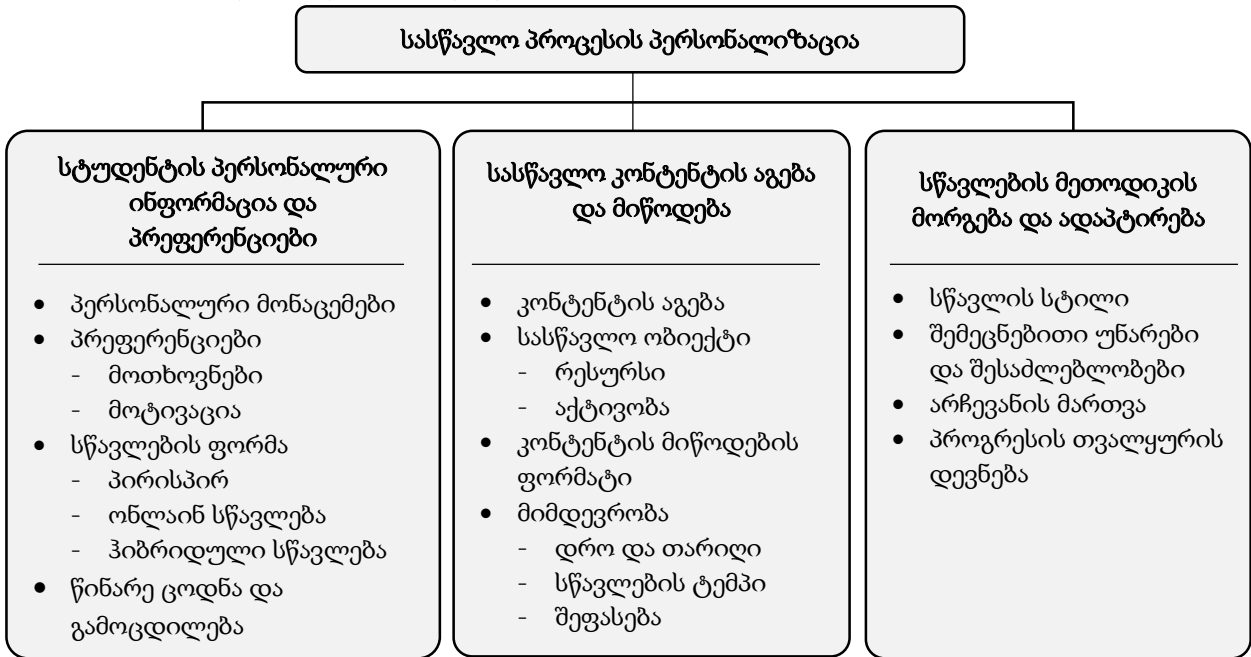 სასწავლო პროცესის პერსონალიზაცია
სტუდენტის პერსონალური
ინფორმაცია და
პრეფერენციები
• პერსონალური მონაცემები
• პრეფერენციები
- მოთხოვნები
- მოტივაცია
• სწავლების ფორმა
- პირისპირ
- ონლაინ სწავლება
- ჰიბრიდული სწავლება
• წინარე ცოდნა და
გამოცდილება
სასწავლო კონტენტის აგება
და მიწოდება
• კონტენტის აგება
• სასწავლო ობიექტი
- რესურსი
- აქტივობა
• კონტენტის მიწოდების
ფორმატი
• მიმდევრობა
- დრო და თარიღი
- სწავლების ტემპი
- შეფასება
სწავლების მეთოდიკის
მორგება და ადაპტირება
• სწავლის სტილი
• შემეცნებითი უნარები
და შესაძლებლობები
• არჩევანის მართვა
• პროგრესის თვალყურის
დევნება